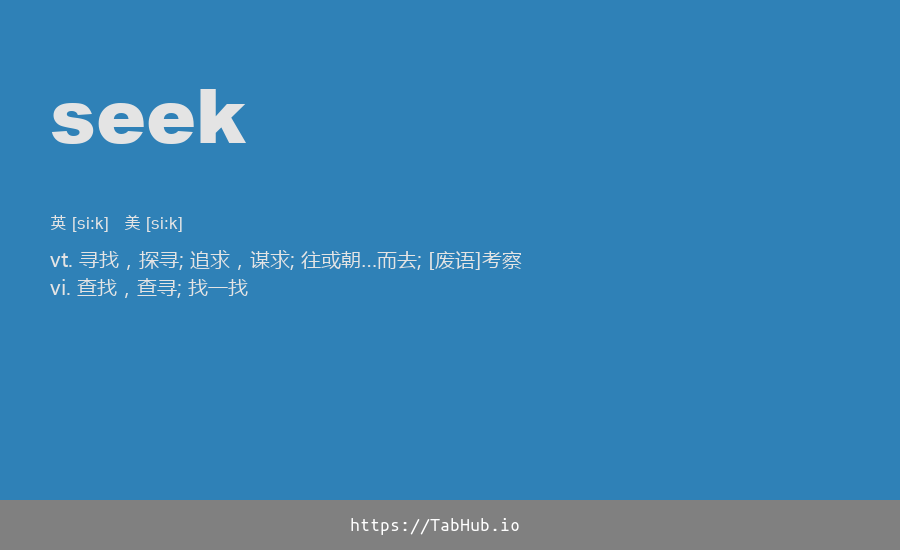 seek
英 [si:k] 美 [si:k]
vt. 寻找，探寻; 追求，谋求; 往或朝…而去; [废语]考察
vi. 查找，查寻; 找一找
https://TabHub.io